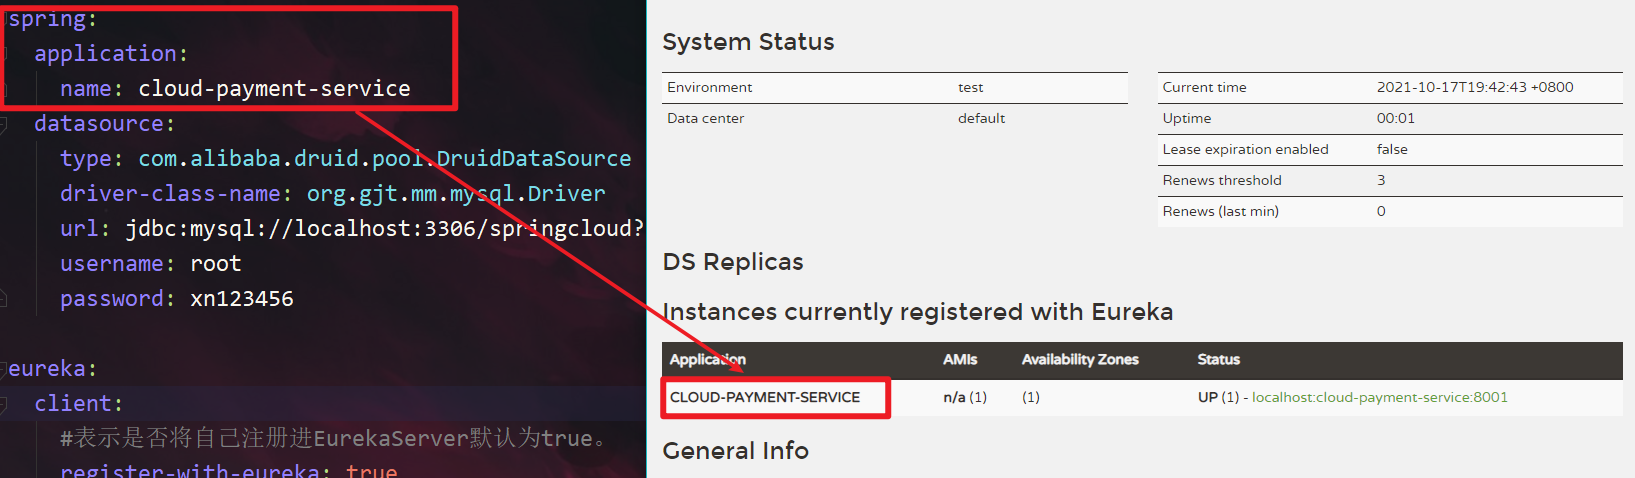 spring:
application:
name: cloud-payment-service
datasource:
type: com.alibaba.druid.pool.DruidDataSource
driver-class-name: org.gjt.mm.mysql.Driver
url: jdbc:mysql://localhost:3306/springcloud?
username: root
password: xn123456
eureka:
client:
#表示是否将自己注册进EurekaServer默认为true。
register-with-eureka: true
System Status
Environment test
Data center default
Current time 2021-10-17T19:42:43 +0800
Uptime 00:01
Lease expiration enabled false
Renews threshold 3
Renews (last min) 0
DS Replicas
Instances currently registered with Eureka
Application AMIs Availability Zones Status
CLOUD-PAYMENT-SERVICE n/a (1) (1) UP (1) - localhost:cloud-payment-service:8001
General Info